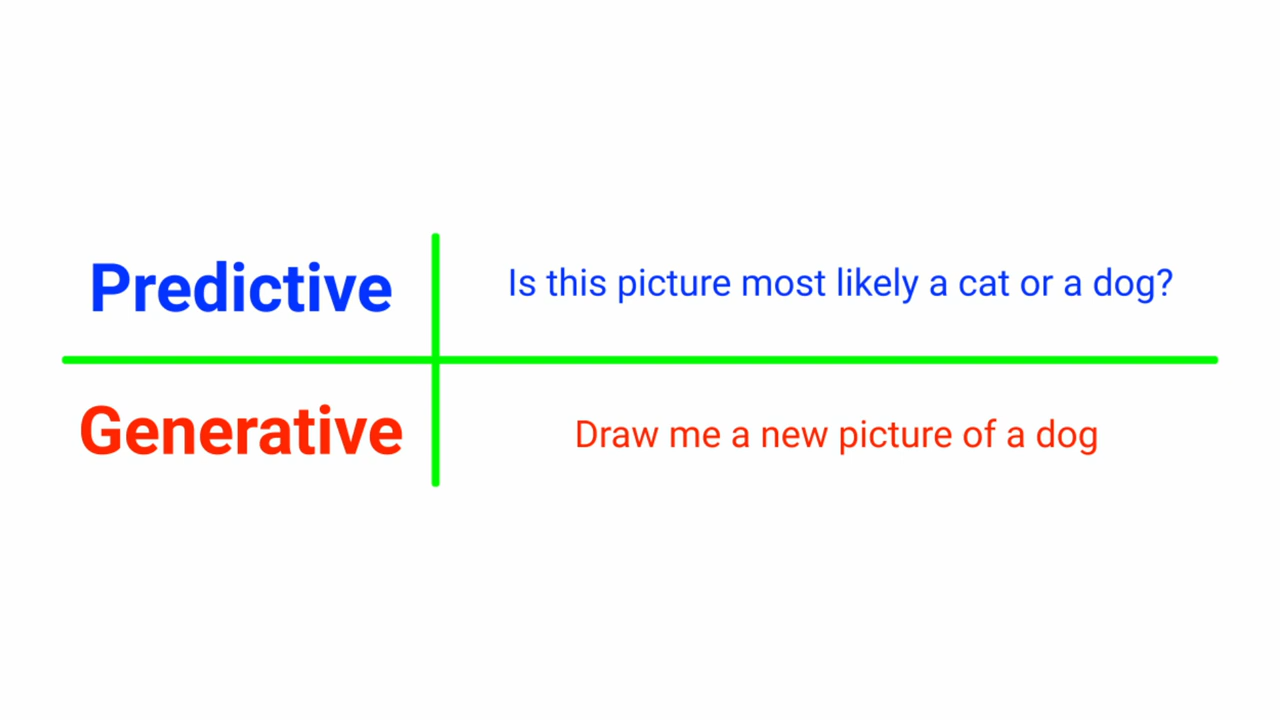 Predictive
Is this picture most likely a cat or a dog?
Generative
Draw me a new picture of a dog